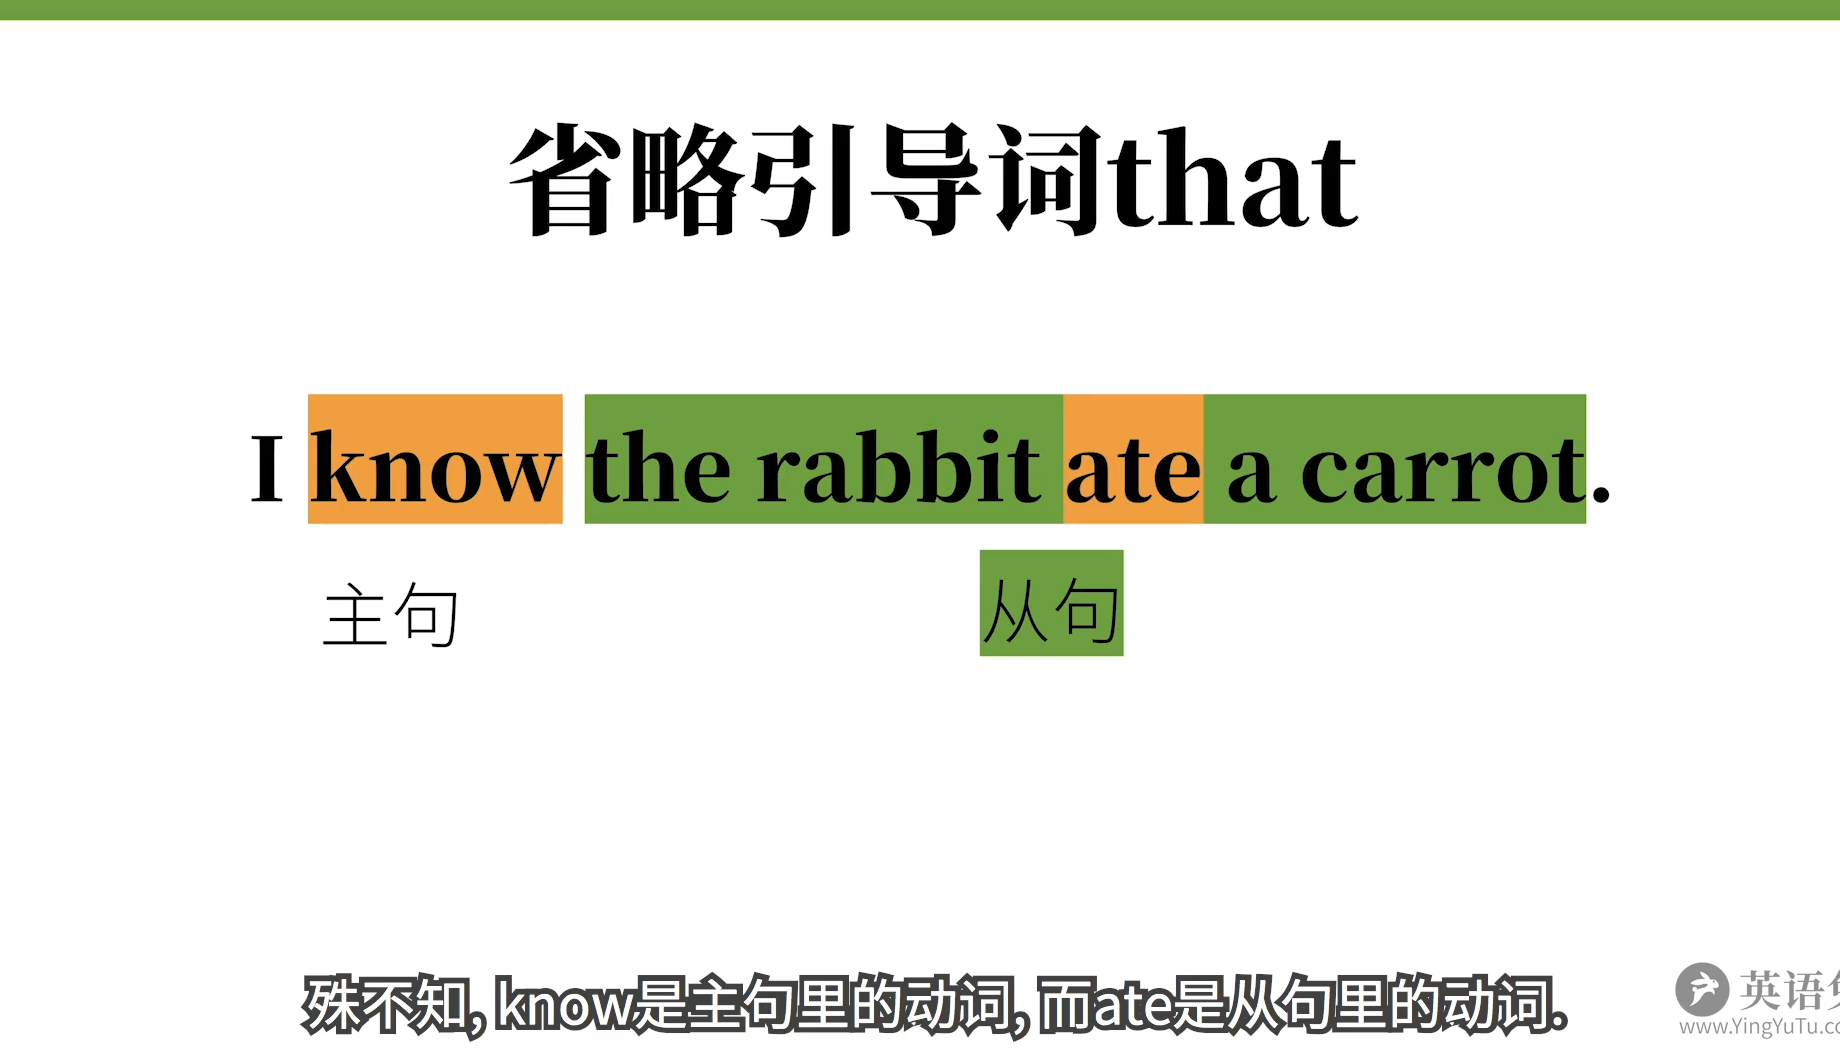 省略引导词that
I know the rabbit ate a carrot.
主句
从句
殊不知, know是主句里的动词, 而ate是从句里的动词.
英语
www.YingYuTu.co